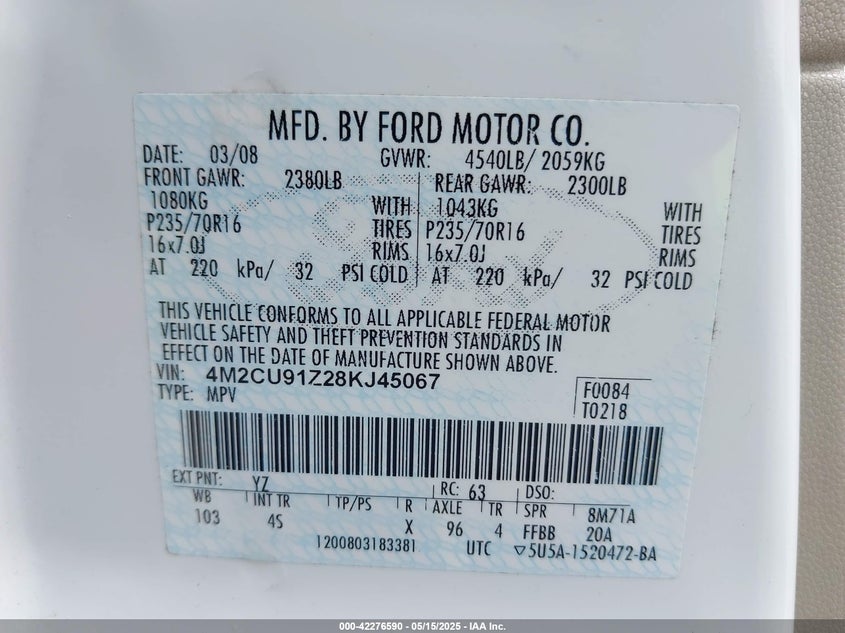 MFD. BY FORD MOTOR CO.
DATE: 03/08 GVWR: 4540LB/ 2059KG
FRONT GAWR: 2380LB REAR GAWR: 2300LB
1080KG WITH 1043KG WITH
P235/70R16 TIRES P235/70R16 TIRES
16x7.0J RIMS 16x7.0J RIMS
AT 220 kPa/ 32 PSI COLD AT 220 kPa/ 32 PSI COLD
THIS VEHICLE CONFORMS TO ALL APPLICABLE FEDERAL MOTOR
VEHICLE SAFETY AND THEFT PREVENTION STANDARDS IN
EFFECT ON THE DATE OF MANUFACTURE SHOWN ABOVE.
VIN: 4M2CU91Z28KJ45067 F0084
TYPE: MPV T0218
EXT PNT: YZ RC: 63 DSO:
WB INT TR TP/PS R AXLE TR SPR 8M71A
103 4S X 96 4 FFBB 20A
1200803183381 UTC ▽5U5A-1520472-BA
000-42276590 - 05/15/2025 - IAA Inc.